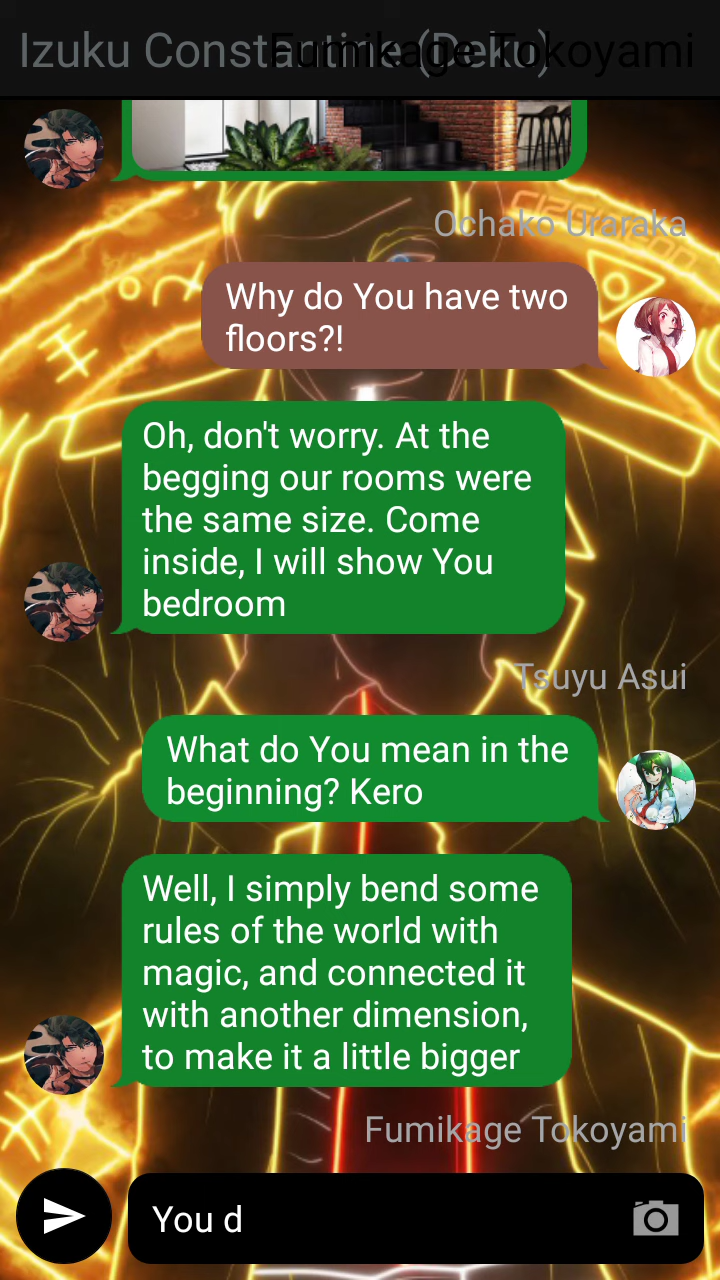 Izuku Constantine (Deku)
Fumikage Tokoyami
Ochako Uraraka
Why do You have two
floors?!
Oh, don't worry. At the
begging our rooms were
the same size. Come
inside, I will show You
bedroom
Tsuyu Asui
What do You mean in the
beginning? Kero
Well, I simply bend some
rules of the world with
magic, and connected it
with another dimension,
to make it a little bigger
Fumikage Tokoyami
You d